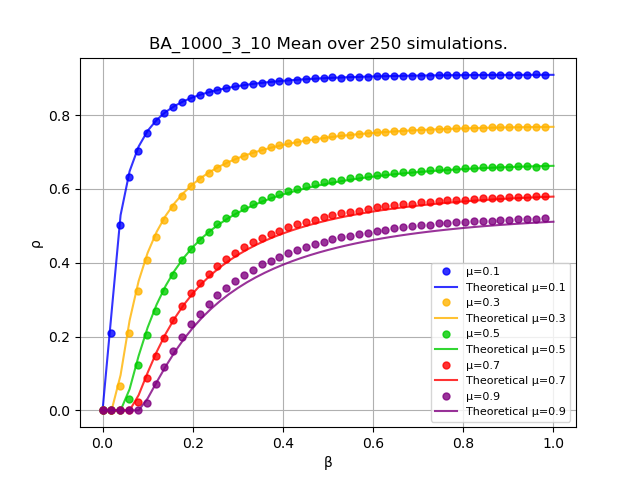 BA_1000_3_10 Mean over 250 simulations.
ρ
0.8
0.6
0.4
0.2
0.0
0.0 0.2 0.4 0.6 0.8 1.0
β
μ=0.1
Theoretical μ=0.1
μ=0.3
Theoretical μ=0.3
μ=0.5
Theoretical μ=0.5
μ=0.7
Theoretical μ=0.7
μ=0.9
Theoretical μ=0.9